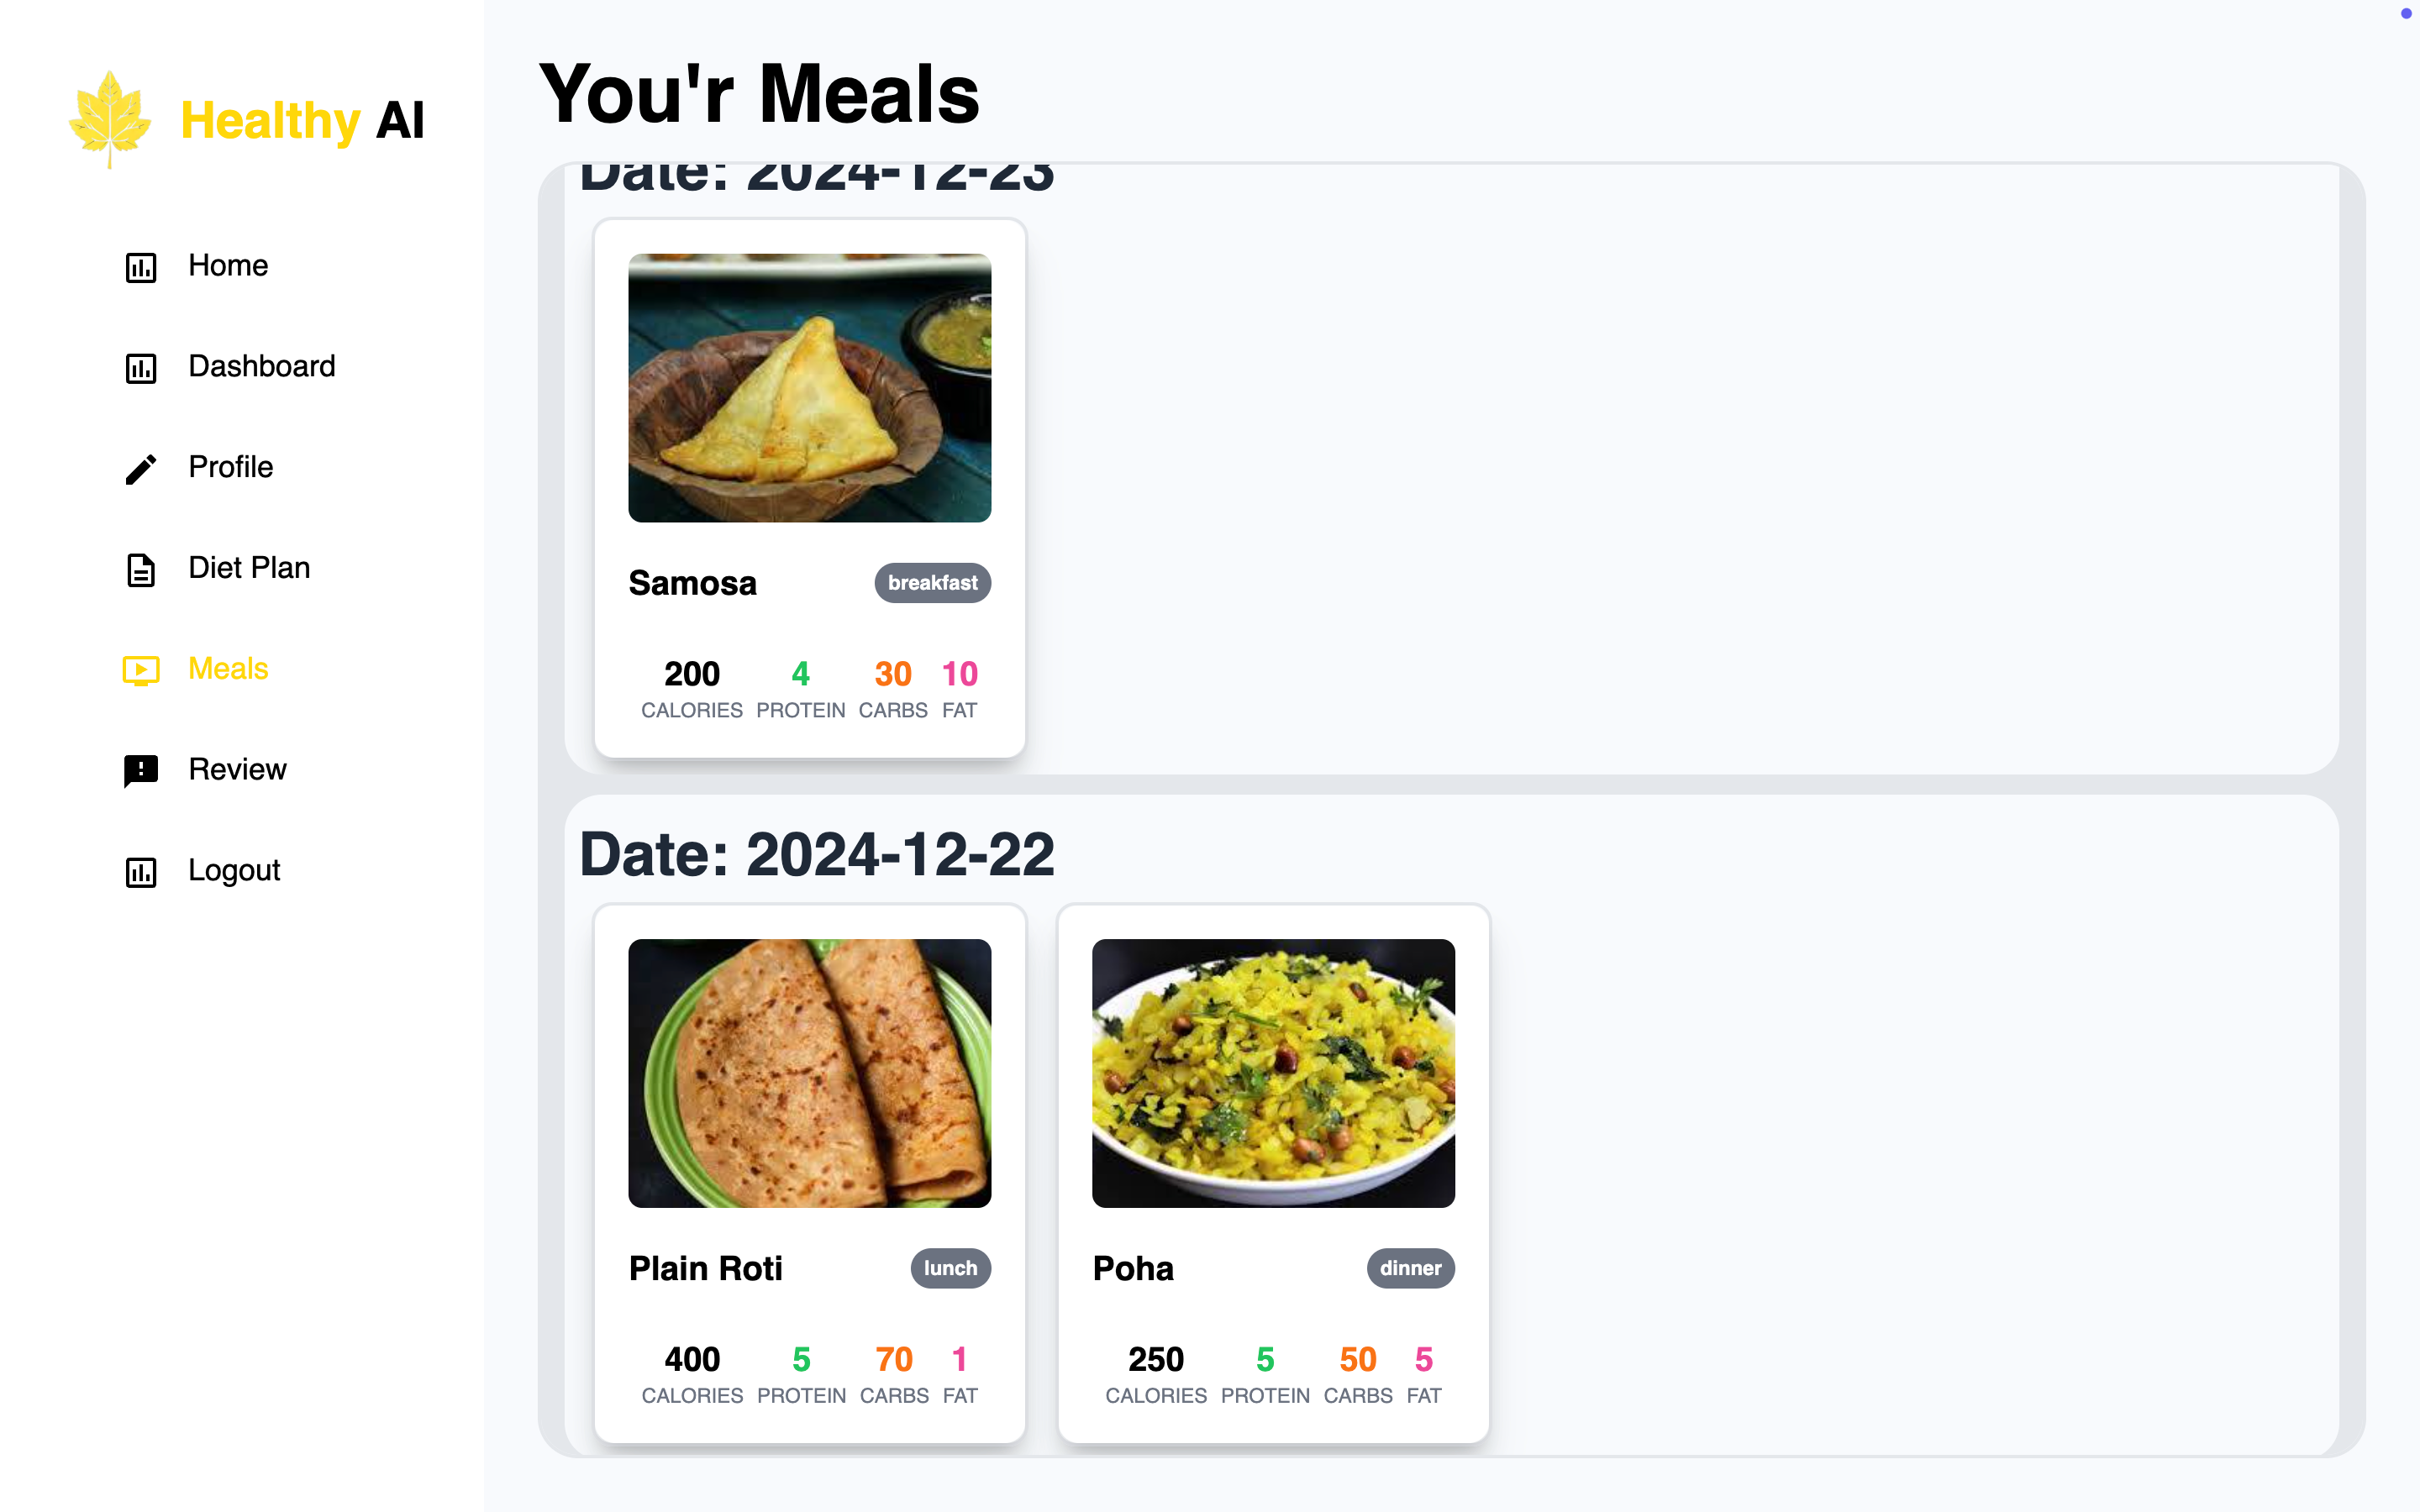 Healthy AI
Home
Dashboard
Profile
Diet Plan
Meals
Review
Logout
You'r Meals
Date: 2024-12-23
Samosa breakfast
200 4 30 10
CALORIES PROTEIN CARBS FAT
Date: 2024-12-22
Plain Roti lunch
400 5 70 1
CALORIES PROTEIN CARBS FAT
Poha dinner
250 5 50 5
CALORIES PROTEIN CARBS FAT